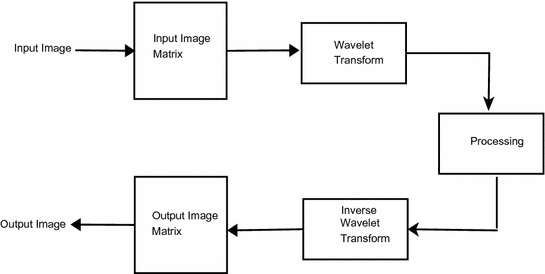 Input Image
Input Image
Matrix
Wavelet
Transform
Processing
Inverse
Wavelet
Transform
Output Image
Matrix
Output Image